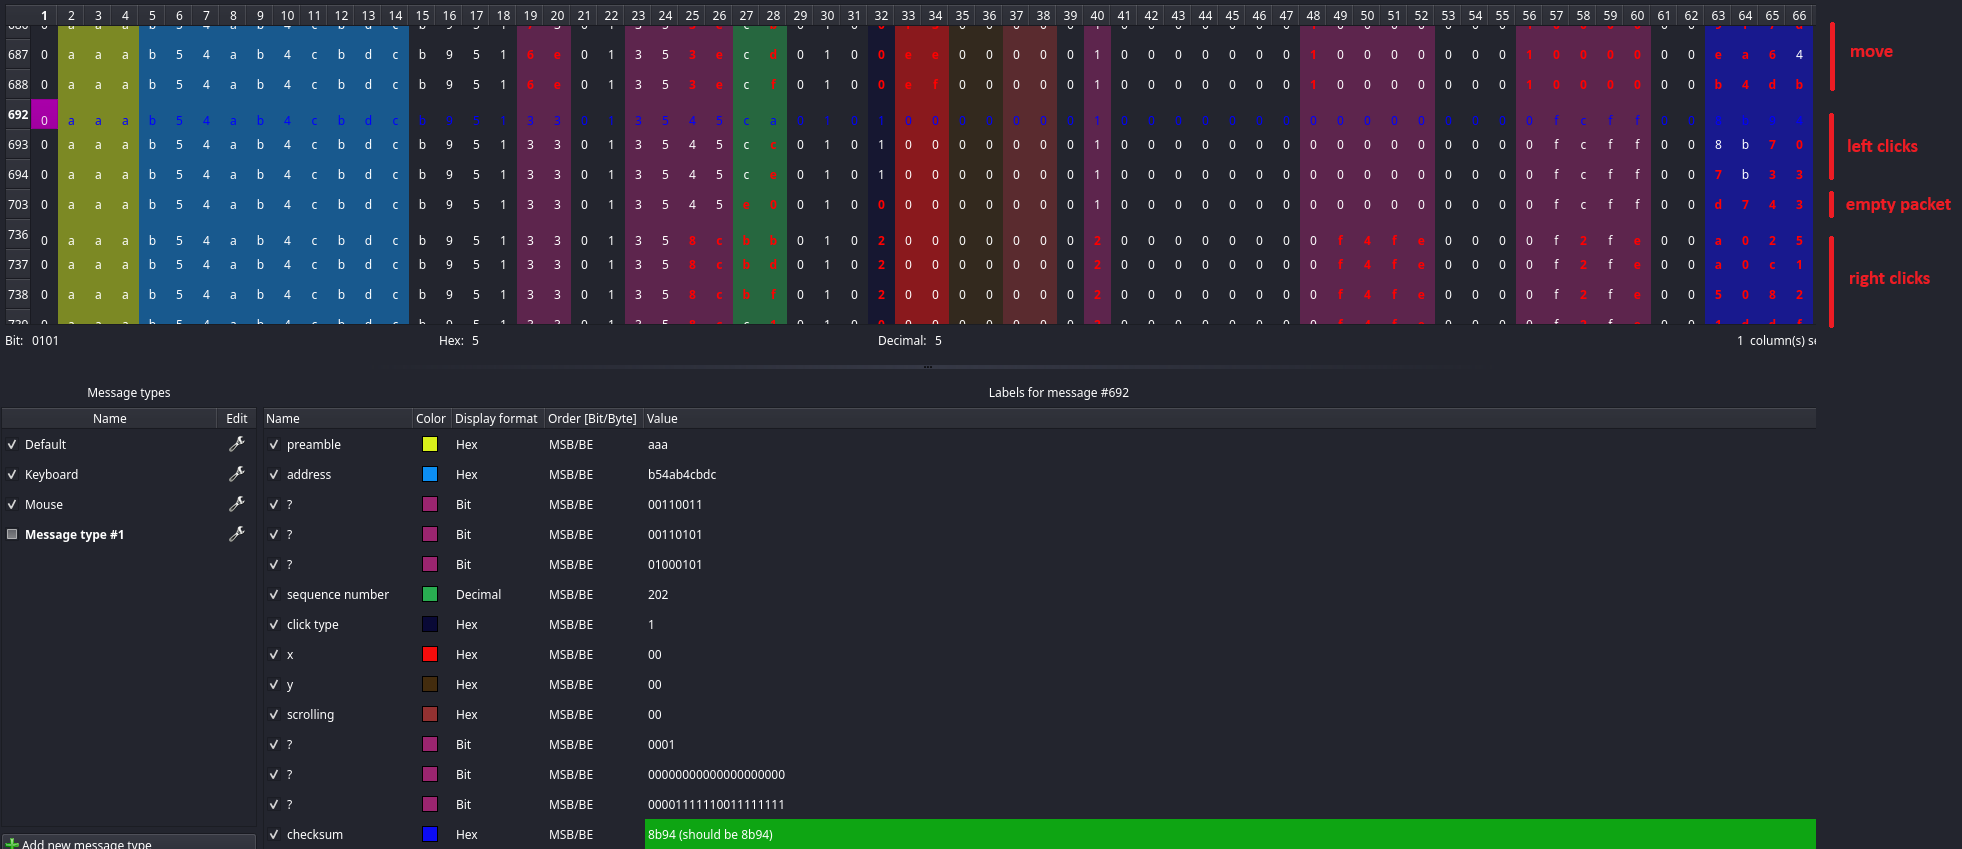 1 2 3 4 5 6 7 8 9 10 11 12 13 14 15 16 17 18 19 20 21 22 23 24 25 26 27 28 29 30 31 32 33 34 35 36 37 38 39 40 41 42 43 44 45 46 47 48 49 50 51 52 53 54 55 56 57 58 59 60 61 62 63 64 65 66
687 0 a a a b 5 4 a b 4 c b d c b 9 5 1 6 e 0 1 3 5 3 e c d 0 1 0 0 e e 0 0 0 0 0 1 0 0 0 0 0 0 0 1 0 0 0 0 0 0 0 1 0 0 0 0 0 0 e a 6 4
move
688 0 a a a b 5 4 a b 4 c b d c b 9 5 1 6 e 0 1 3 5 3 e c f 0 1 0 0 e f 0 0 0 0 0 1 0 0 0 0 0 0 0 1 0 0 0 0 0 0 0 1 0 0 0 0 0 0 b 4 d b
692 0 a a a b 5 4 a b 4 c b d c b 9 5 1 3 3 0 1 3 5 4 5 c a 0 1 0 1 0 0 0 0 0 0 0 1 0 0 0 0 0 0 0 0 0 0 0 0 0 0 0 0 f c f f 0 0 8 b 9 4
693 0 a a a b 5 4 a b 4 c b d c b 9 5 1 3 3 0 1 3 5 4 5 c c 0 1 0 1 0 0 0 0 0 0 0 1 0 0 0 0 0 0 0 0 0 0 0 0 0 0 0 0 f c f f 0 0 8 b 7 0
left clicks
694 0 a a a b 5 4 a b 4 c b d c b 9 5 1 3 3 0 1 3 5 4 5 c 0 1 0 1 0 0 0 0 0 0 0 1 0 0 0 0 0 0 0 0 0 0 0 0 0 0 0 0 f c f f 0 0 7 b 3 3
703 0 a a a b 5 4 a b 4 c b d c b 9 5 1 3 3 0 1 3 5 4 5 e 0 0 1 0 0 0 0 0 0 0 0 0 1 0 0 0 0 0 0 0 0 0 0 0 0 0 0 0 0 f c f f 0 0 d 7 4 3
empty packet
736 0 a a a b 5 4 a b 4 c b d c b 9 5 1 3 3 0 1 3 5 8 c b b 0 1 0 2 0 0 0 0 0 0 0 2 0 0 0 0 0 0 0 0 f 4 f e 0 0 0 0 f 2 f e 0 0 a 0 2 5
737 0 a a a b 5 4 a b 4 c b d c b 9 5 1 3 3 0 1 3 5 8 c b d 0 1 0 2 0 0 0 0 0 0 0 2 0 0 0 0 0 0 0 0 f 4 f e 0 0 0 0 f 2 f e 0 0 a 0 c 1
right clicks
738 0 a a a b 5 4 a b 4 c b d c b 9 5 1 3 3 0 1 3 5 8 c b f 0 1 0 2 0 0 0 0 0 0 0 2 0 0 0 0 0 0 0 0 f 4 f e 0 0 0 0 f 2 f e 0 0 5 0 8 2
Bit: 0101 Hex: 5 Decimal: 5 1 column(s) se
Message types
Name Edit
Default
Keyboard
Mouse
Message type #1
Add new message type
Labels for message #692
Name Color Display format Order [Bit/Byte] Value
preamble Hex MSB/BE aaa
address Hex MSB/BE b54ab4cbdc
? Bit MSB/BE 00110011
? Bit MSB/BE 00110101
? Bit MSB/BE 01000101
sequence number Decimal MSB/BE 202
click type Hex MSB/BE 1
x Hex MSB/BE 00
y Hex MSB/BE 00
scrolling Hex MSB/BE 00
? Bit MSB/BE 0001
? Bit MSB/BE 00000000000000000000
? Bit MSB/BE 00001111110011111111
checksum Hex MSB/BE 8b94 (should be 8b94)